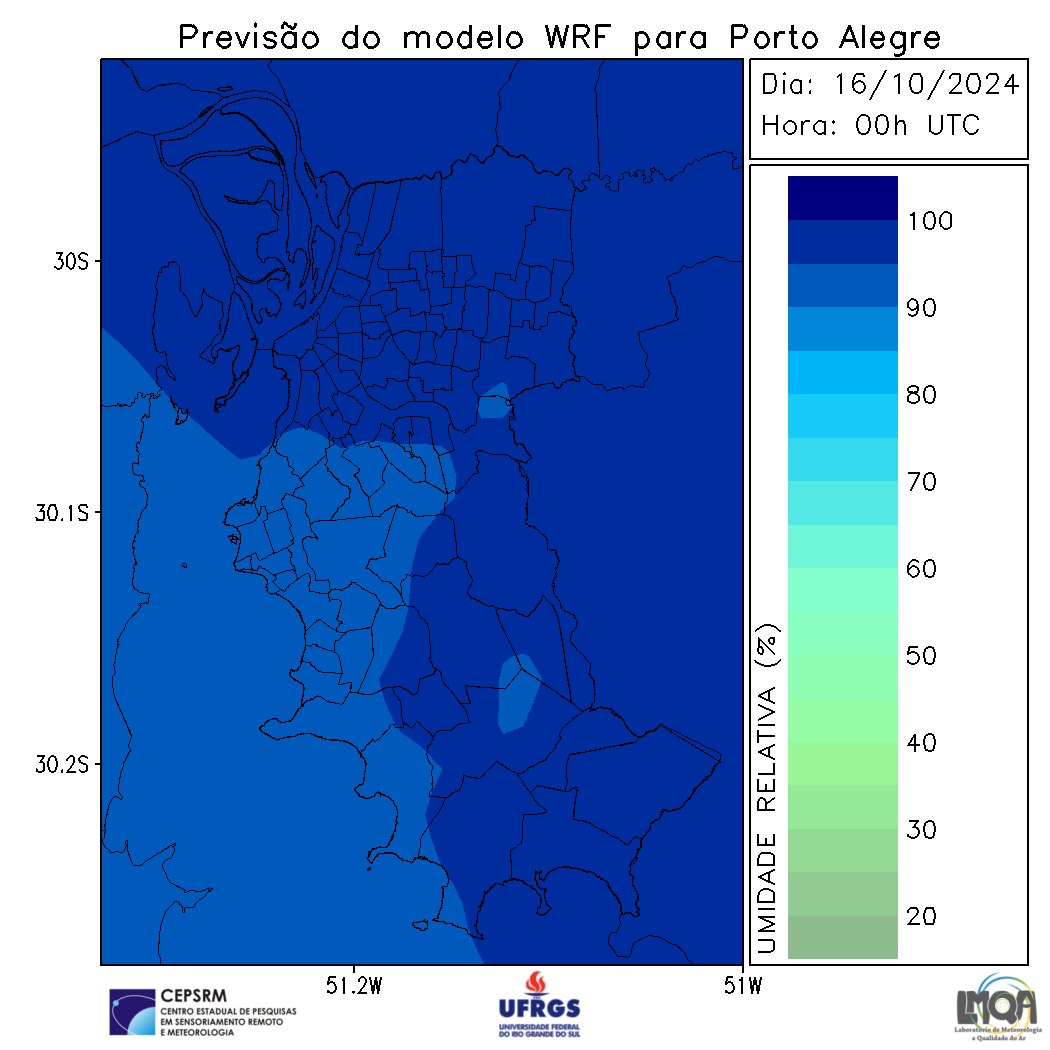 Previsão do modelo WRF para Porto Alegre
Dia: 16/10/2024
Hora: 00h UTC
100
90
80
70
60
50
40
30
20
UMIDADE RELATIVA (%)
30S
30.1S
30.2S
51.2W
51W
CEPSRM
CENTRO ESTADUAL DE PESQUISAS
EM SENSORIAMENTO REMOTO
E METEOROLOGIA
UFRGS
UNIVERSIDADE FEDERAL
DO RIO GRANDE DO SUL
LMQA
Laboratório de Meteorologia
e Qualidade do Ar